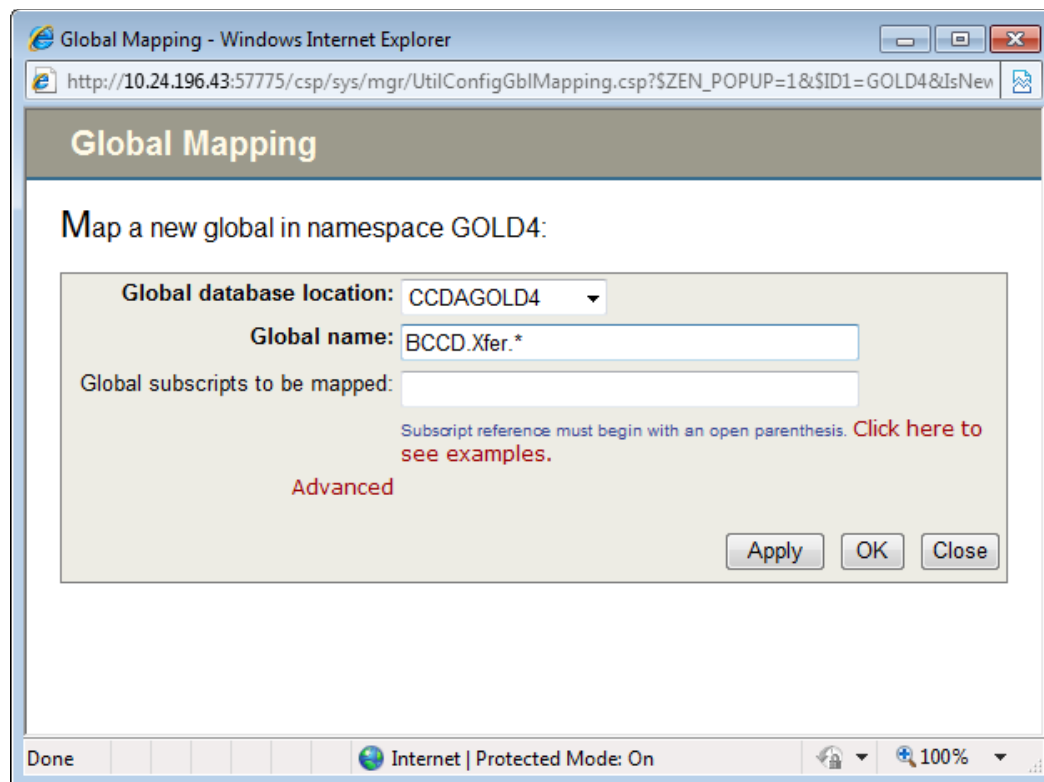 Global Mapping - Windows Internet Explorer
http://10.24.196.43:57775/csp/sys/mgr/UtilConfigGblMapping.csp?$ZEN_POPUP=1&$ID1=GOLD4&IsNew
Global Mapping
Map a new global in namespace GOLD4:
Global database location: CCDAGOLD4
Global name: BCCD.Xfer.*
Global subscripts to be mapped:
Subscript reference must begin with an open parenthesis. Click here to
see examples.
Advanced
Apply OK Close
Done Internet | Protected Mode: On 100%